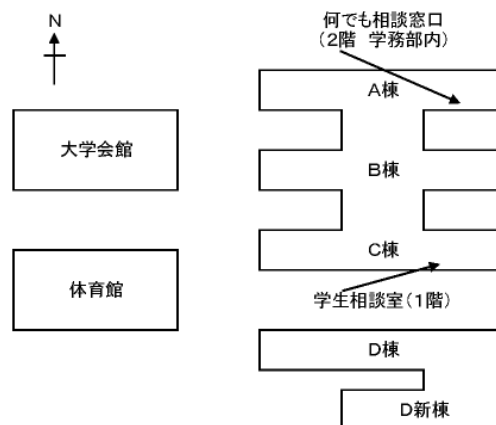 N
何でも相談窓口
(2階 学務部内)
A棟
大学会館
B棟
C棟
体育館
学生相談室(1階)
D棟
D新棟